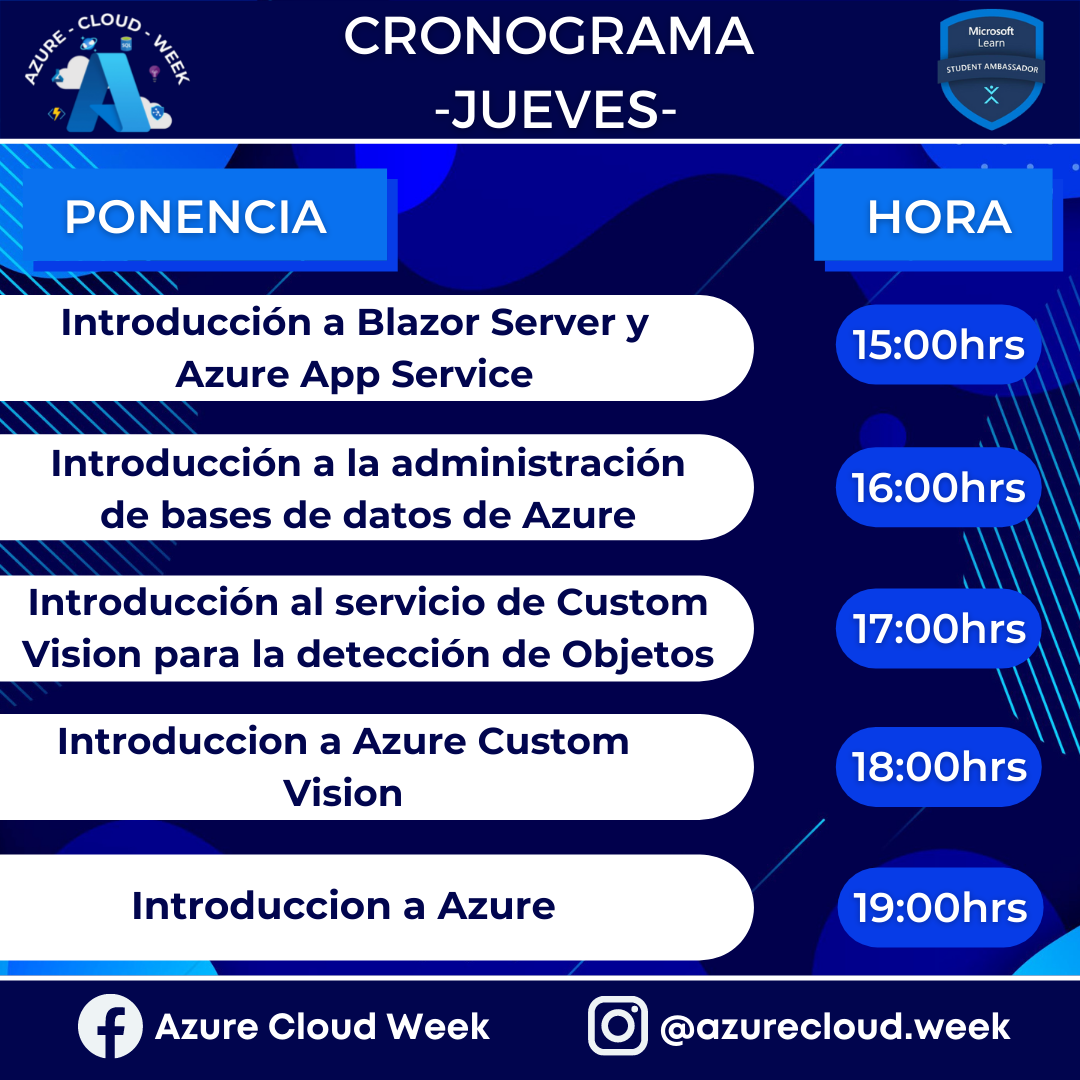 AZURE - CLOUD - WEEK
CRONOGRAMA
-JUEVES-
Microsoft
Learn
STUDENT AMBASSADOR
PONENCIA
HORA
Introducción a Blazor Server y
Azure App Service
15:00hrs
Introducción a la administración
de bases de datos de Azure
16:00hrs
Introducción al servicio de Custom
Vision para la detección de Objetos
17:00hrs
Introduccion a Azure Custom
Vision
18:00hrs
Introduccion a Azure
19:00hrs
Azure Cloud Week
@azurecloud.week